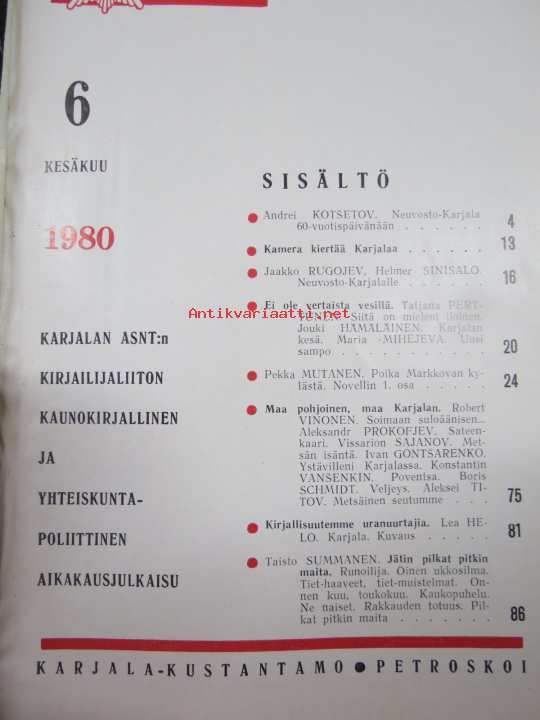 6
KESÄKUU
1980
KARJALAN ASNT:n
KIRJAILIJALIITON
KAUNOKIRJALLINEN
JA
YHTEISKUNTA-
POLIITTINEN
AIKAKAUSJULKAISU
SISÄLTÖ
Andrei KOTSETOV. Neuvosto-Karjala
60-vuotispäivänään . . . . . . 4
Kamera kiertää Karjalaa . . . . . . 13
Jaakko RUGOJEV, Helmer SINISALO.
Neuvosto-Karjalalle . . . . . . 16
Antikvariaatti.net
Ei ole vertaista vesillä. Tatjana PERT-
TUNEN. Siitä on mieleni iloinen.
Jouki HÄMÄLÄINEN. Karjalan
kesä. Maria MIHEJEVA. Uusi
sampo . . . . . . . . . . . 20
Pekka MUTANEN. Poika Markkovan ky-
lästä. Novellin 1. osa . . . . . 24
Maa pohjoinen, maa Karjalan. Robert
VINONEN. Soimaan suloäänisen...
Aleksandr PROKOFJEV. Sateen-
kaari. Vissarion SAJANOV. Met-
sän isäntä. Ivan GONTSARENKO.
Ystävilleni Karjalassa. Konstantin
VANSENKIN. Poventsa. Boris
SCHMIDT. Veljeys. Aleksei TI-
TOV. Metsäinen seutumme . . . 75
Kirjallisuutemme uranuurtajia. Lea HE-
LO. Karjala. Kuvaus . . . . . 81
Taisto SUMMANEN. Jätin pilkat pitkin
maita. Runoilija. Öinen ukkosilma.
Tiet-haaveet, tiet-muistelmat. On-
nen kuu, toukokuu. Kaukopuhelu.
Ne naiset. Rakkauden totuus. Pil-
kat pitkin maita . . . . . . . 86
KARJALA-KUSTANTAMO ● PETROSKOI